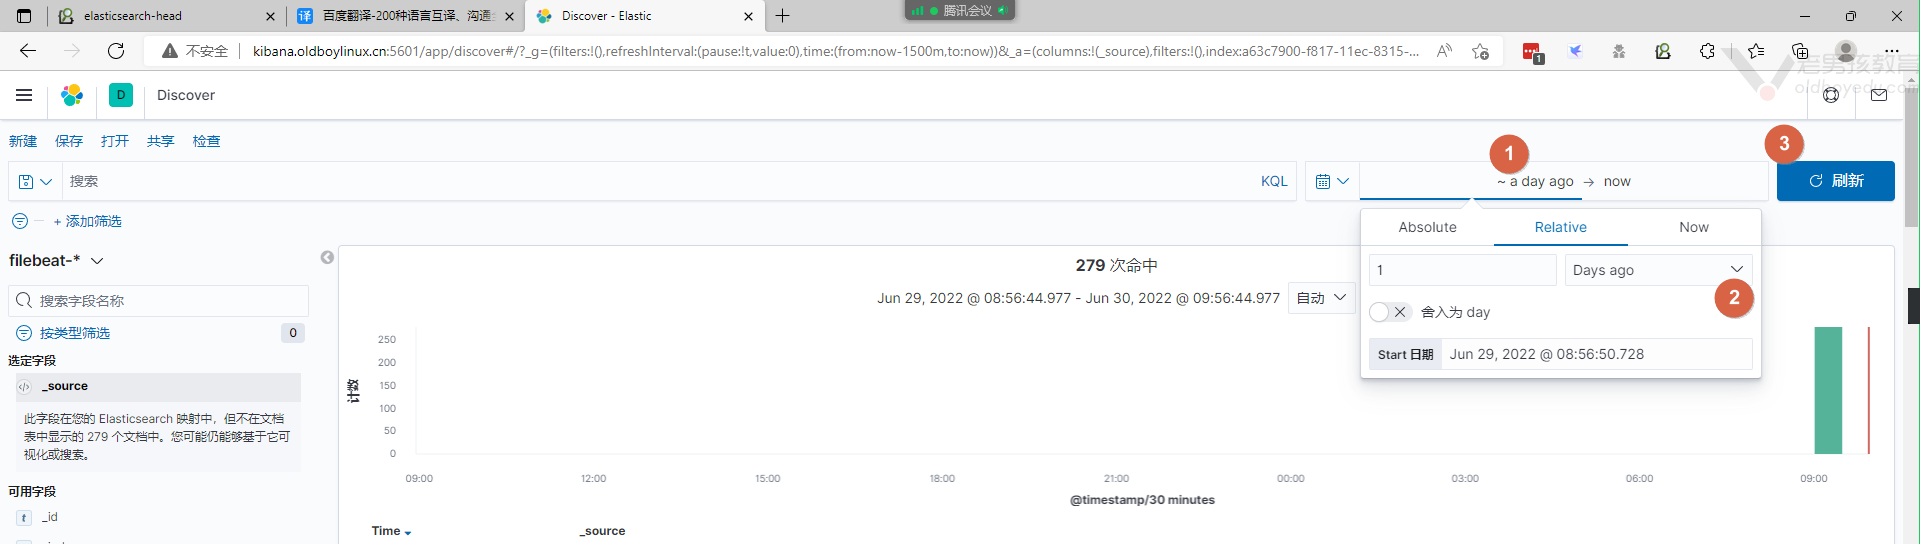 elasticsearch-head
百度翻译-200种语言互译、沟通
Discover - Elastic
腾讯会议
不安全
kibana.oldboylinux.cn:5601/app/discover#/?_g=(filters:!(),refreshInterval:(pause:!t,value:0),time:(from:now-1500m,to:now))&_a=(columns:!(_source),filters:!(),index:a63c7900-f817-11ec-8315-...
1
老男孩教育
oldboyedu.com
D
Discover
新建 保存 打开 共享 检查
搜索
KQL
~ a day ago → now
刷新
1
3
+ 添加筛选
Absolute
Relative
Now
filebeat-*
279 次命中
1
Days ago
2
Jun 29, 2022 @ 08:56:44.977 - Jun 30, 2022 @ 09:56:44.977
自动
搜索字段名称
舍入为 day
按类型筛选
0
Start 日期
Jun 29, 2022 @ 08:56:50.728
选定字段
_source
此字段在您的 Elasticsearch 映射中，但不在文档
表中显示的 279 个文档中。您可能仍能够基于它可
视化或搜索。
可用字段
t
_id
计数
250
200
150
100
50
0
09:00
12:00
15:00
18:00
21:00
00:00
03:00
06:00
09:00
@timestamp/30 minutes
Time
_source